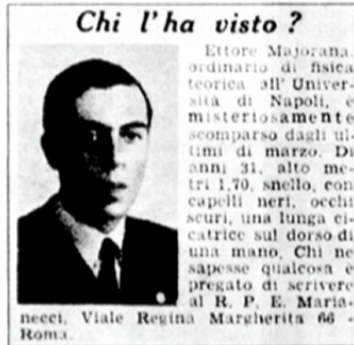 Chi l'ha visto?
Ettore Majorana,
ordinario di fisica
teorica all' Univer-
sità di Napoli, è
misteriosamente
scomparso dagli ul-
timi di marzo. Di
anni 31, alto me-
tri 1,70, snello, con
capelli neri, occhi
scuri, una lunga ci-
catrice sul dorso di
una mano. Chi ne
sapesse qualcosa è
pregato di scrivere
al R. P. E. Maria-
necci, Viale Regina Margherita 66 -
Roma.